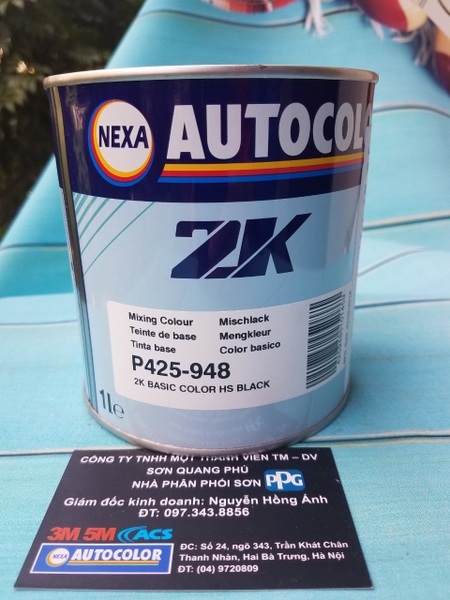 NEXA AUTOCOL
2K
Mixing Colour Mischlack
Teinte de base Mengkleur
Tinta base Color basico
P425-948
2K BASIC COLOR HS BLACK
1le
CÔNG TY TNHH MỘT THÀNH VIÊN TM – DV
SƠN QUANG PHÚ
NHÀ PHÂN PHỐI SƠN PPG
Giám đốc kinh doanh: Nguyễn Hồng Ánh
ĐT: 097.343.8856
3M 5M ACS
NEXA AUTOCOLOR
ĐC: Số 24, ngõ 343, Trần Khát Chân
Thanh Nhàn, Hai Bà Trưng, Hà Nội
ĐT: (04) 9720809